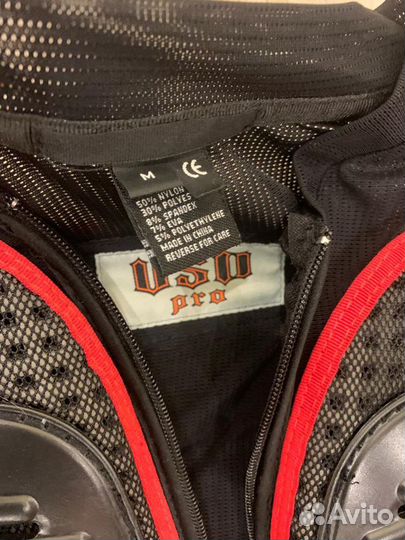 M CE
50% NYLON
30% POLYES
8% SPANDEX
7% EVA
5% POLYETHYLENE
MADE IN CHINA
REVERSE FOR CARE
USO
pro
Avito